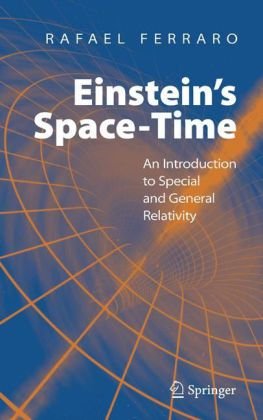 RAFAEL FERRARO
Einstein's
Space-Time
An Introduction
to Special
and General
Relativity
Springer